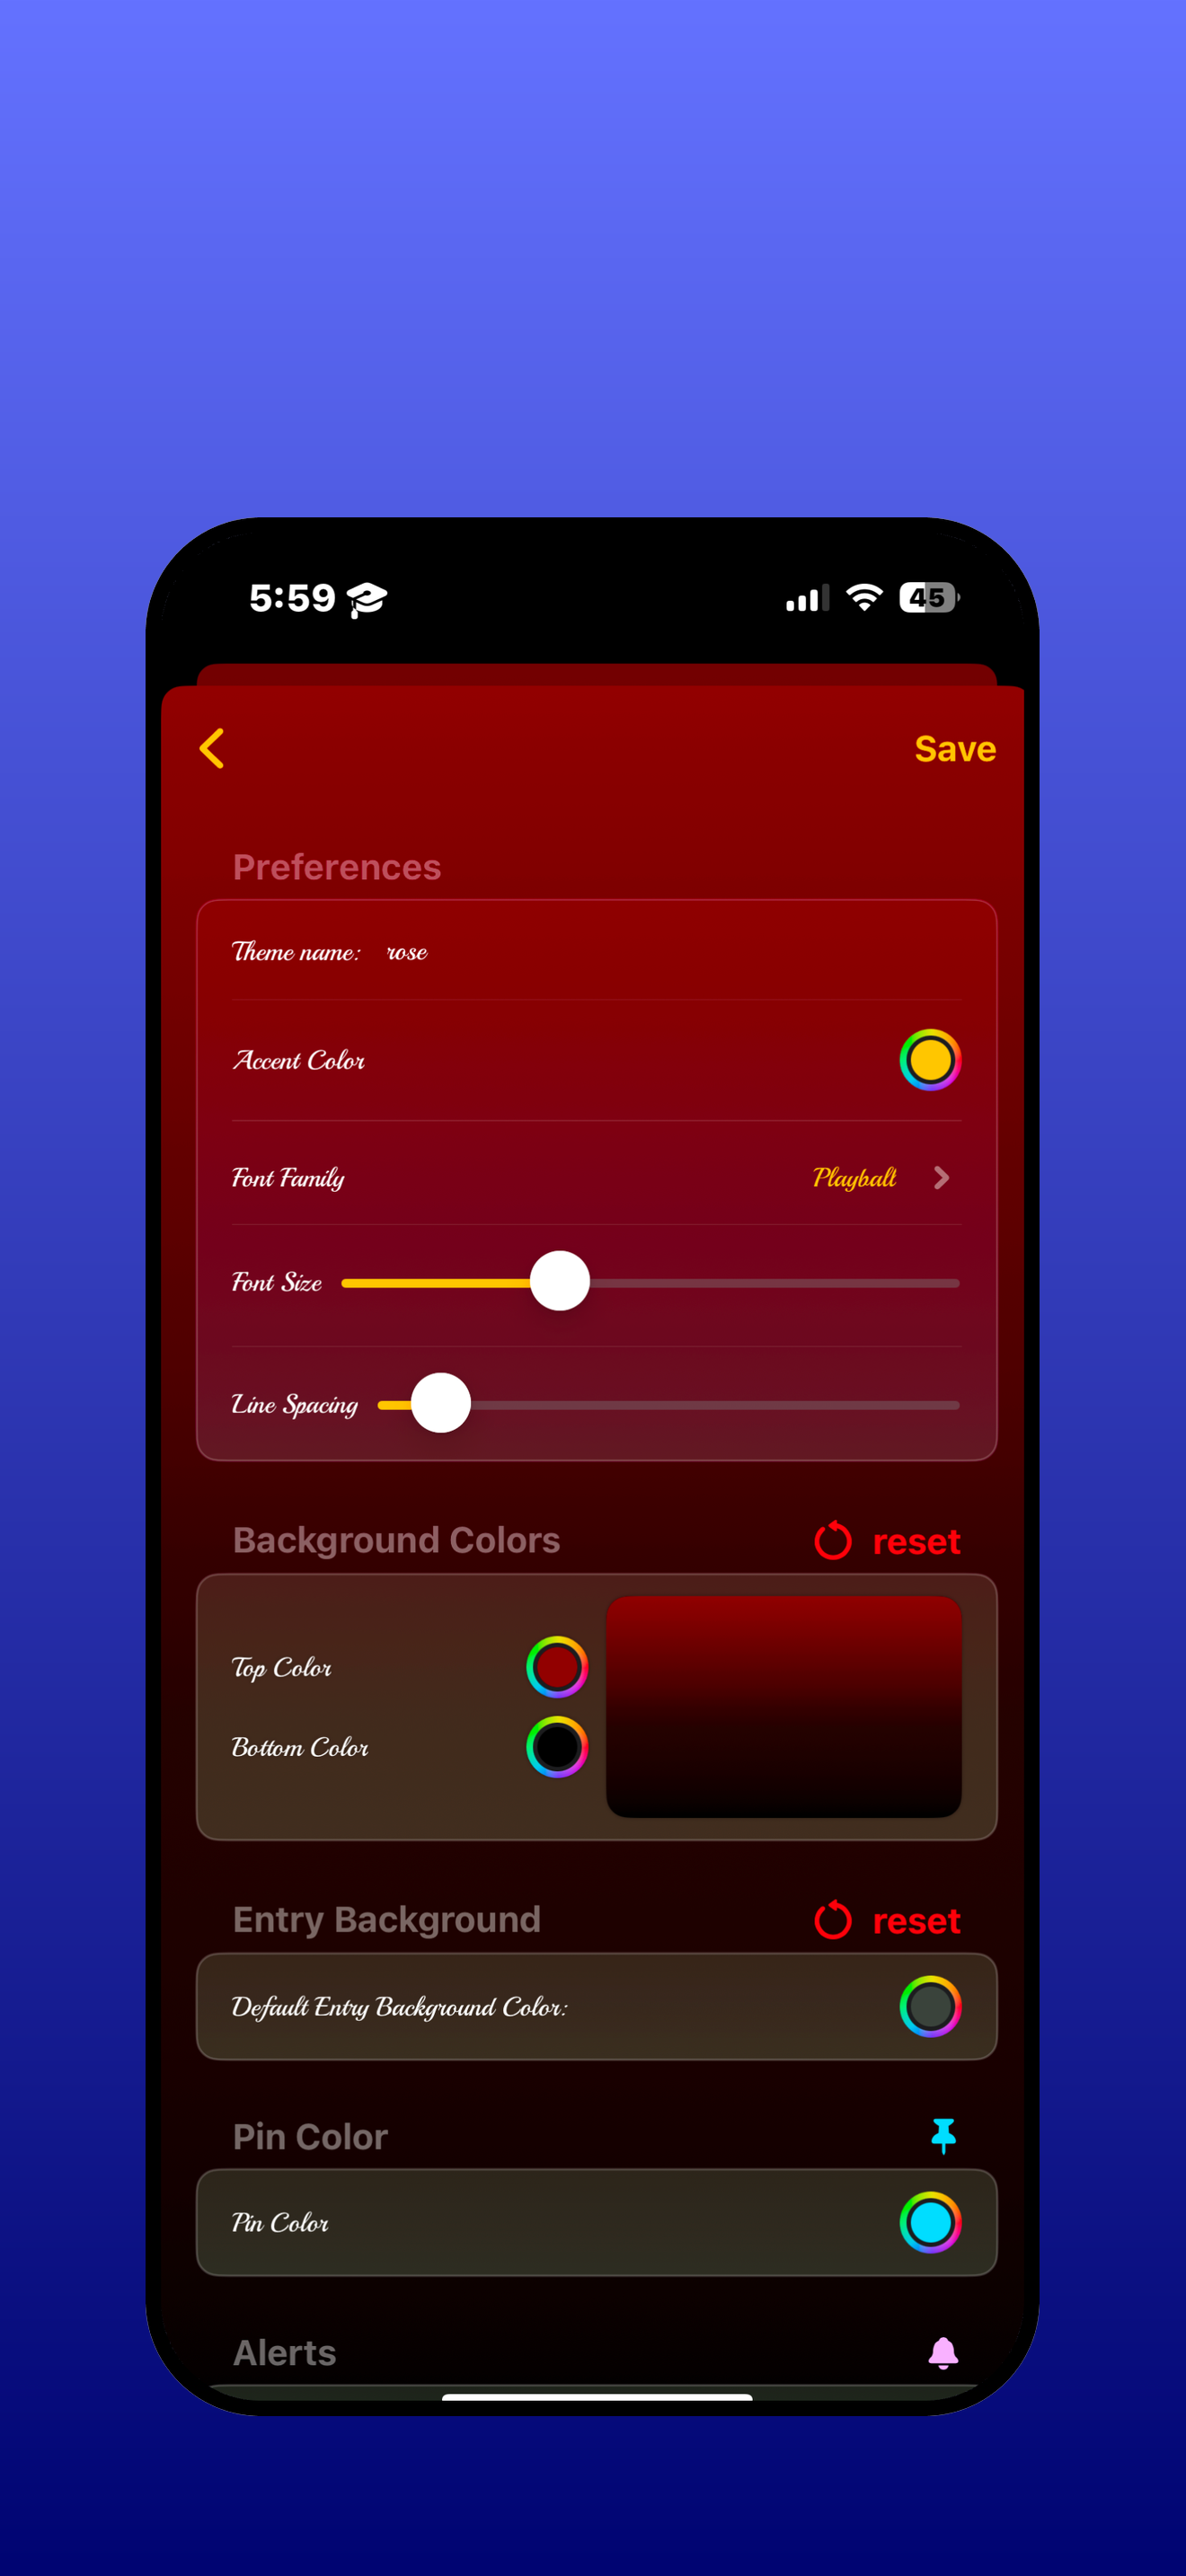 5:59
45
Save
Preferences
Theme name: rose
Accent Color
Font Family Playball
Font Size
Line Spacing
Background Colors reset
Top Color
Bottom Color
Entry Background reset
Default Entry Background Color:
Pin Color
Pin Color
Alerts